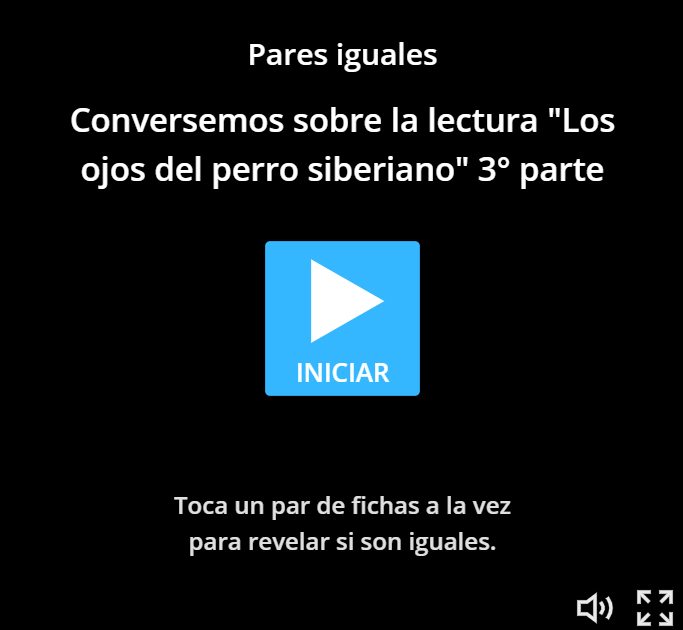 Pares iguales
Conversemos sobre la lectura "Los
ojos del perro siberiano" 3° parte
INICIAR
Toca un par de fichas a la vez
para revelar si son iguales.